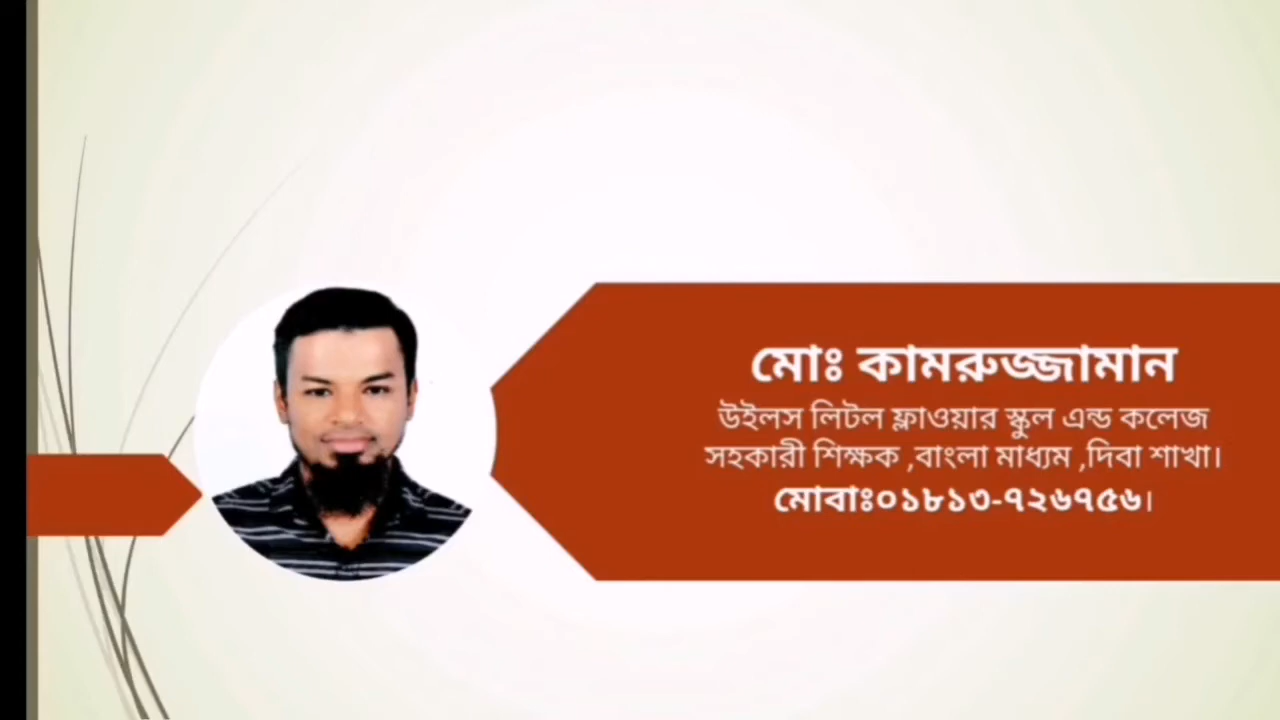 মোঃ কামরুজ্জামান
উইলস লিটল ফ্লাওয়ার স্কুল এন্ড কলেজ
সহকারী শিক্ষক ,বাংলা মাধ্যম ,দিবা শাখা।
মোবাঃ০১৮১৩-৭২৬৭৫৬।